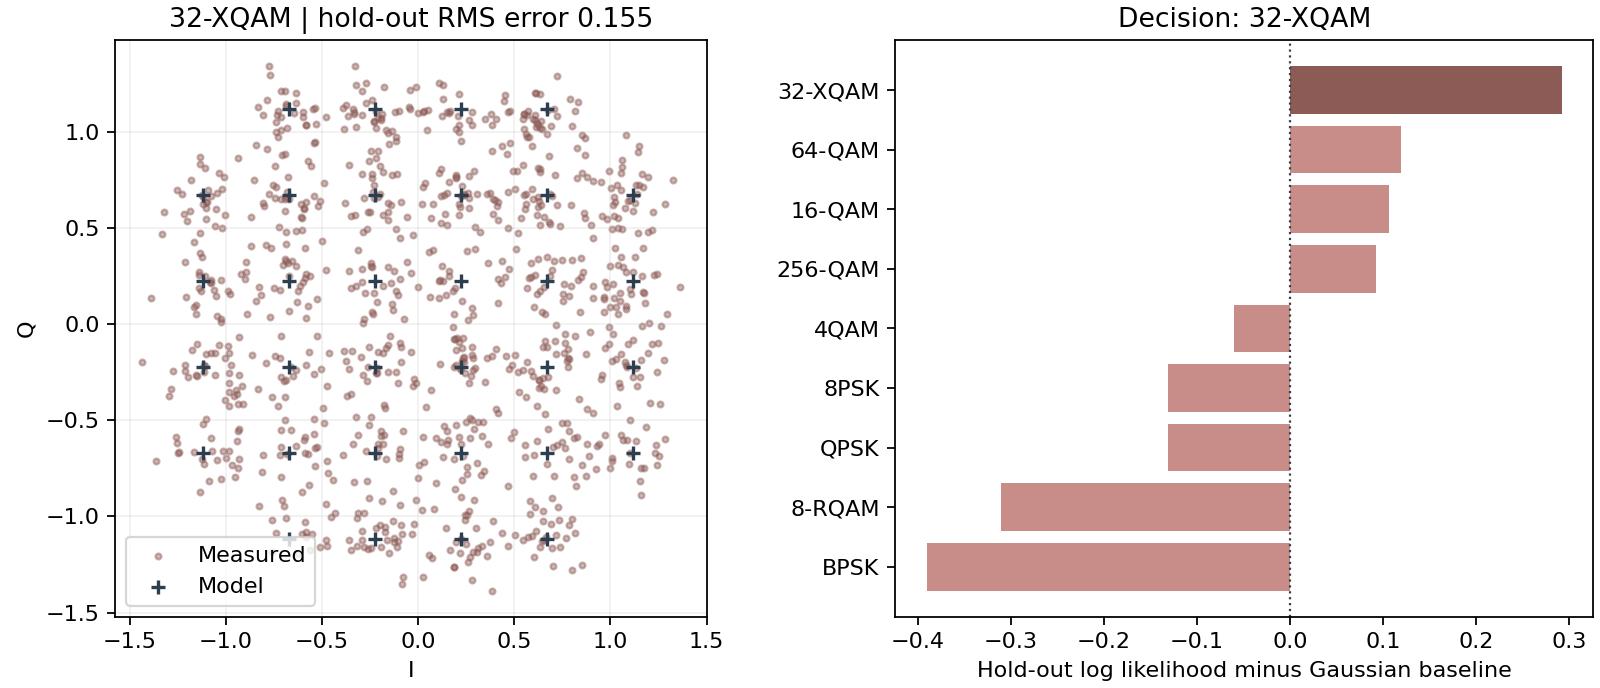 32-XQAM | hold-out RMS error 0.155
1.0
0.5
0.0
−0.5
−1.0
−1.5
Q
−1.5
−1.0
−0.5
0.0
0.5
1.0
1.5
I
Measured
Model
Decision: 32-XQAM
32-XQAM
64-QAM
16-QAM
256-QAM
4QAM
8PSK
QPSK
8-RQAM
BPSK
−0.4
−0.3
−0.2
−0.1
0.0
0.1
0.2
0.3
Hold-out log likelihood minus Gaussian baseline